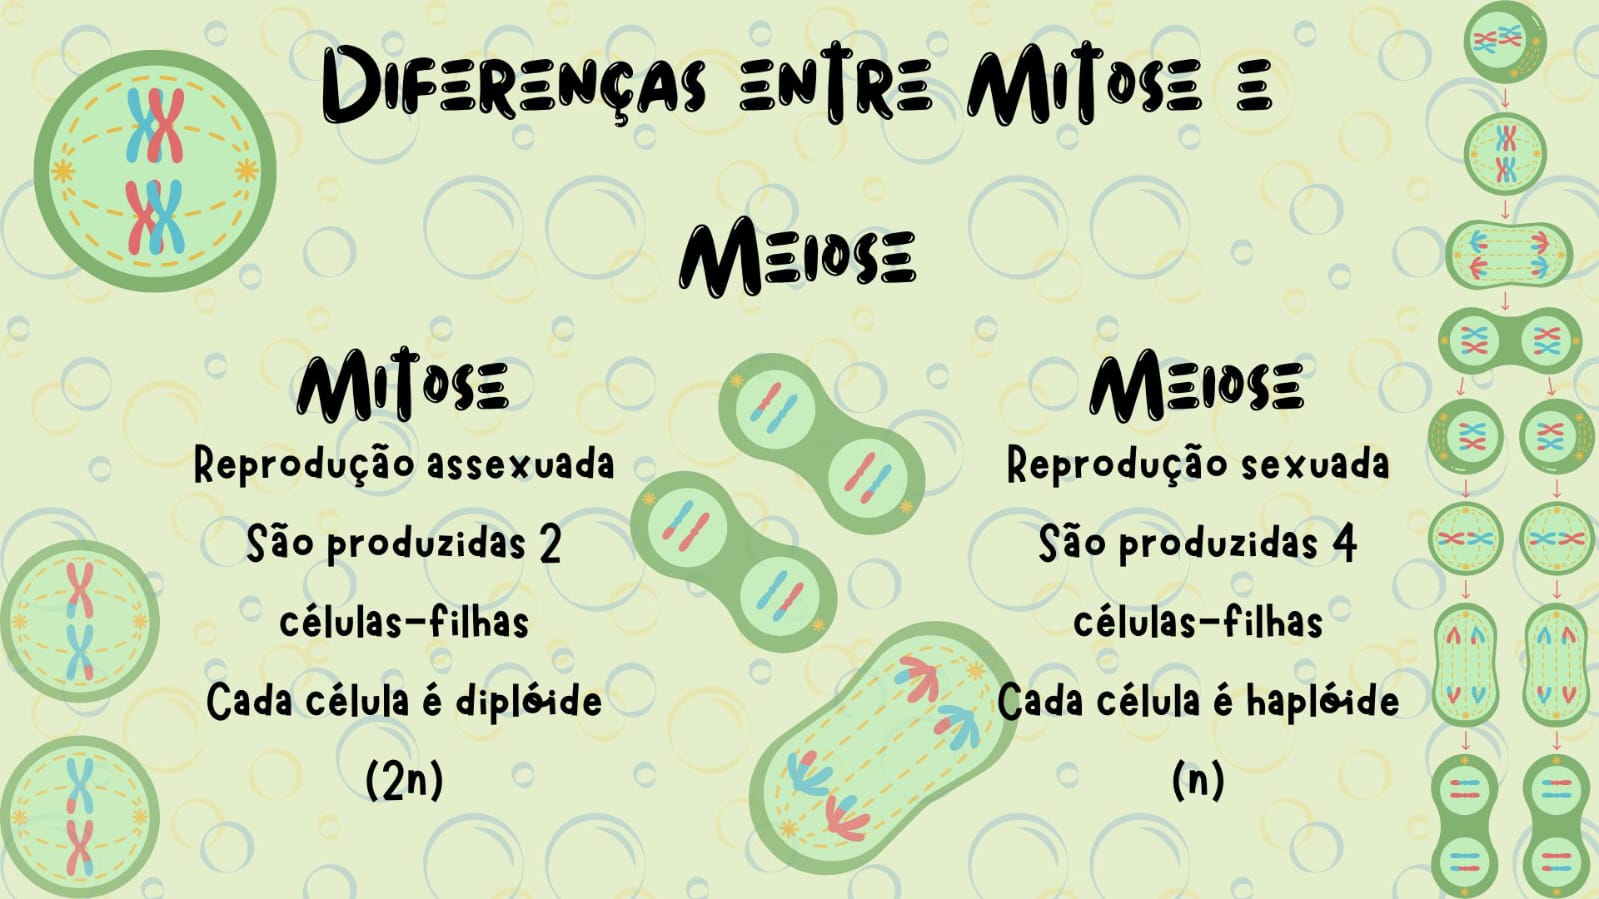 Diferenças entre Mitose e
Meiose
Mitose
Reprodução assexuada
São produzidas 2
células-filhas
Cada célula é diplóide
(2n)
Meiose
Reprodução sexuada
São produzidas 4
células-filhas
Cada célula é haplóide
(n)